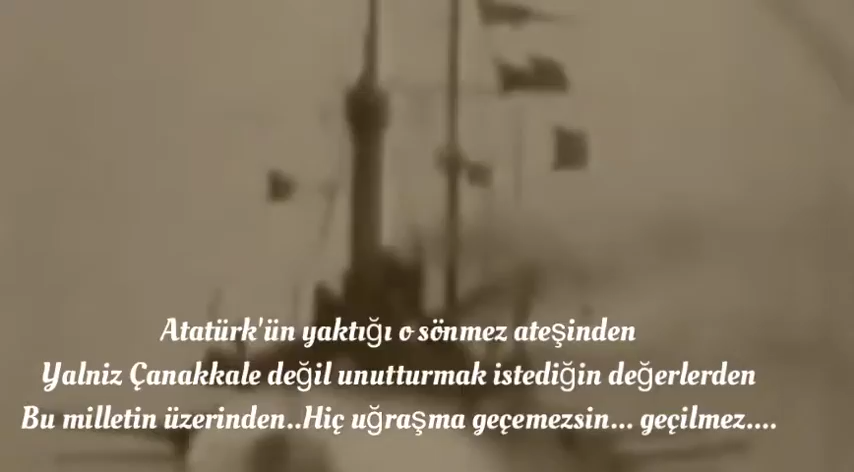 Atatürk'ün yaktığı o sönmez ateşinden
Yalniz Çanakkale değil unutturmak istediğin değerlerden
Bu milletin üzerinden..Hiç uğraşma geçemezsin... geçilmez....